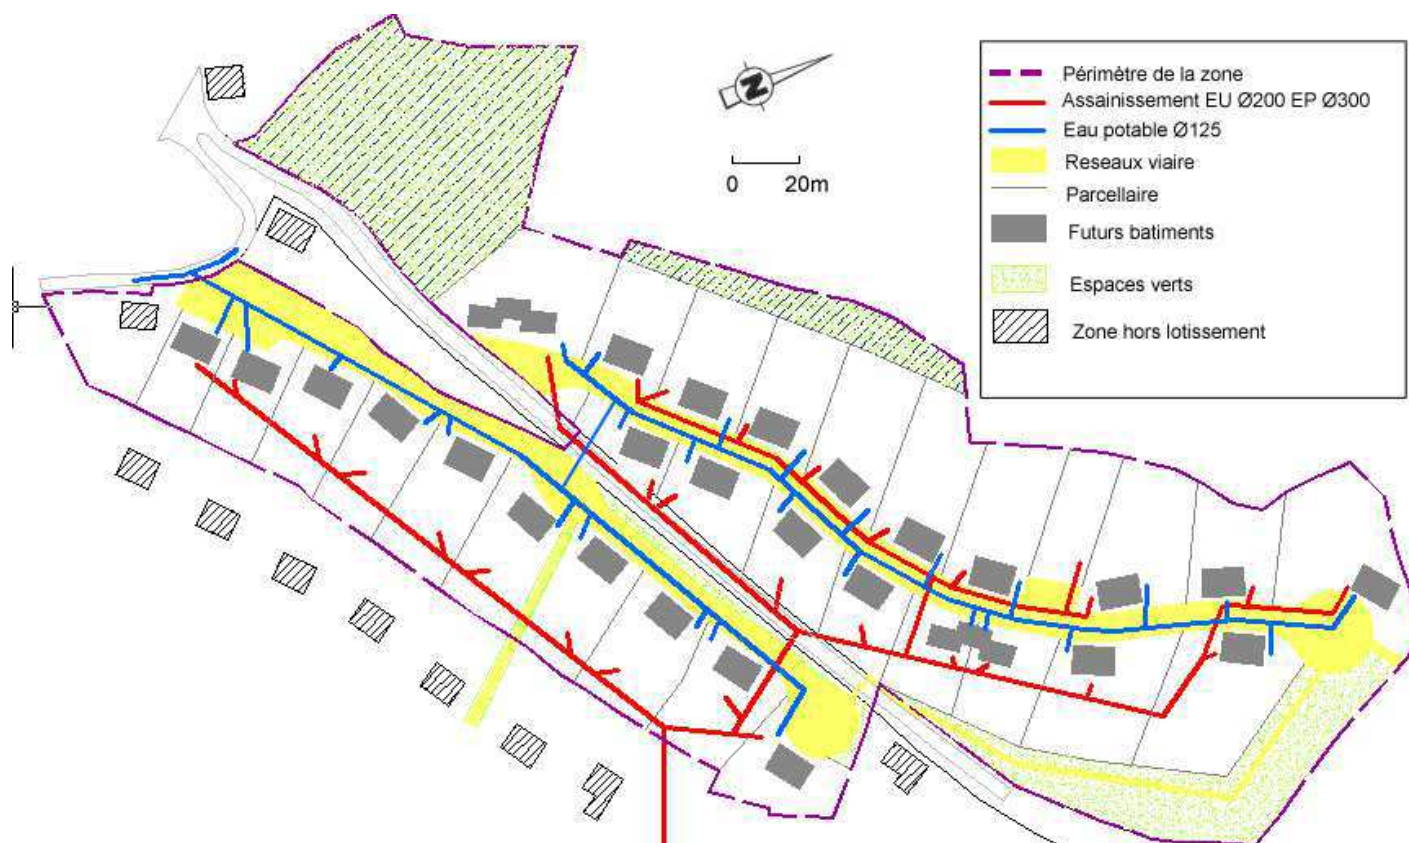 N
0 20m
Périmètre de la zone
Assainissement EU Ø200 EP Ø300
Eau potable Ø125
Reseaux viaire
Parcellaire
Futurs batiments
Espaces verts
Zone hors lotissement